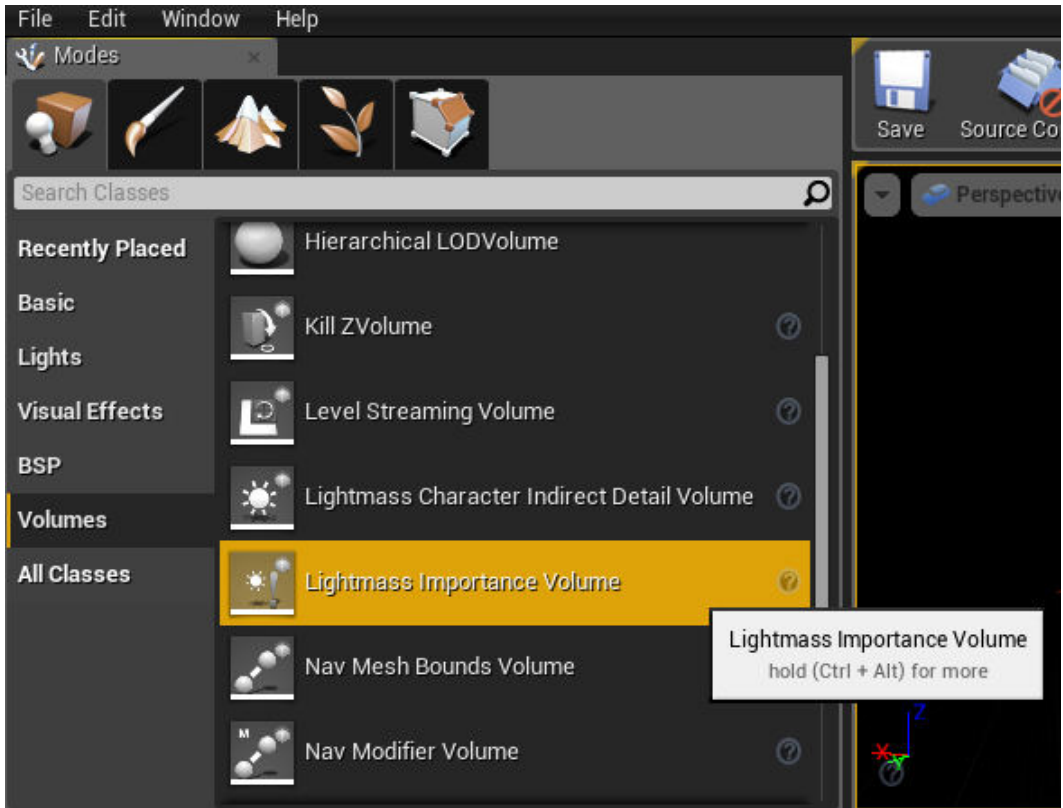 File Edit Window Help
Modes
Save
Source Co
Search Classes
Perspective
Recently Placed
Basic
Lights
Visual Effects
BSP
Volumes
All Classes
Hierarchical LODVolume
Kill ZVolume
Level Streaming Volume
Lightmass Character Indirect Detail Volume
Lightmass Importance Volume
Nav Mesh Bounds Volume
M
Nav Modifier Volume
Lightmass Importance Volume
hold (Ctrl + Alt) for more
Z
X
Y